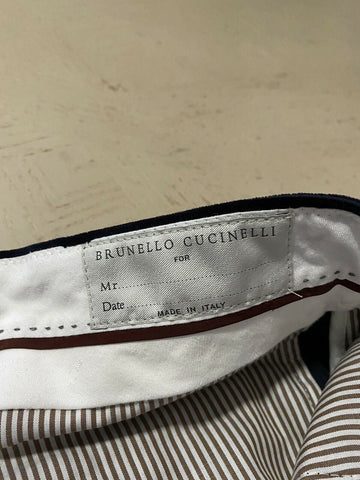 BRUNELLO CUCINELLI
FOR
Mr..............................
Date..............................
MADE IN ITALY